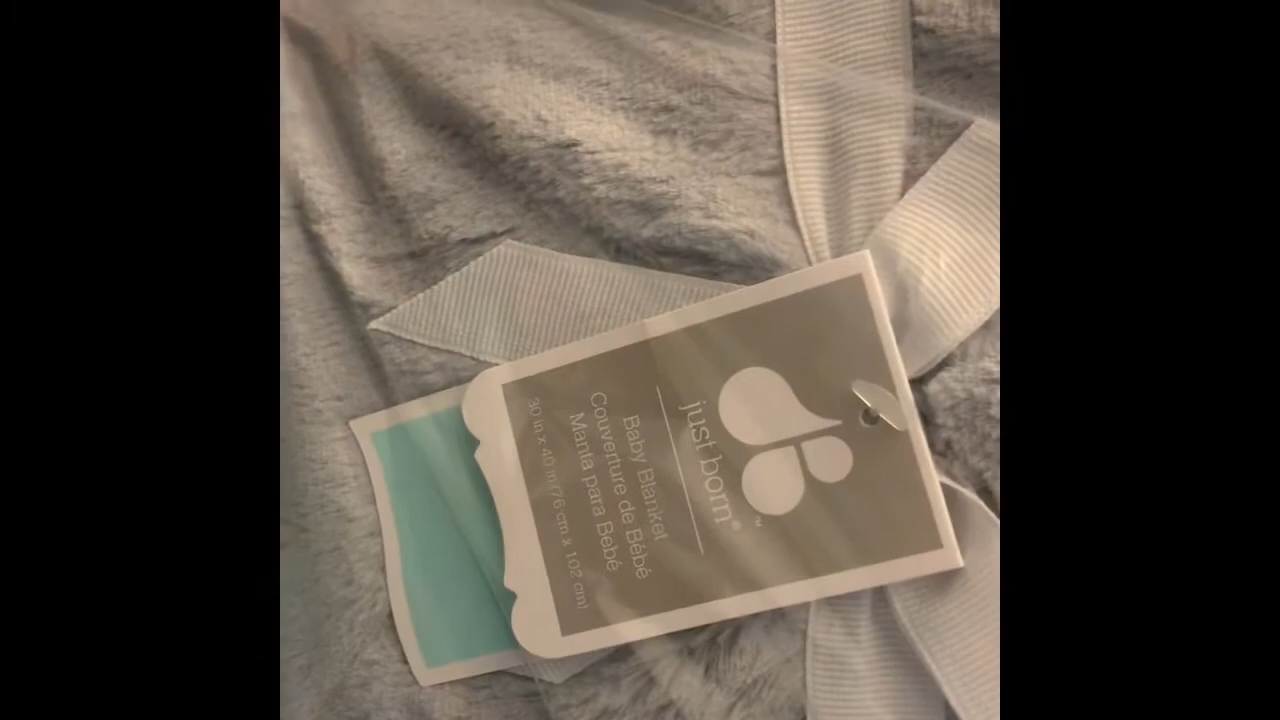 just born®
Baby Blanket
Couverture de Bébé
Manta para Bebé
30 in x 40 in (76 cm x 102 cm)